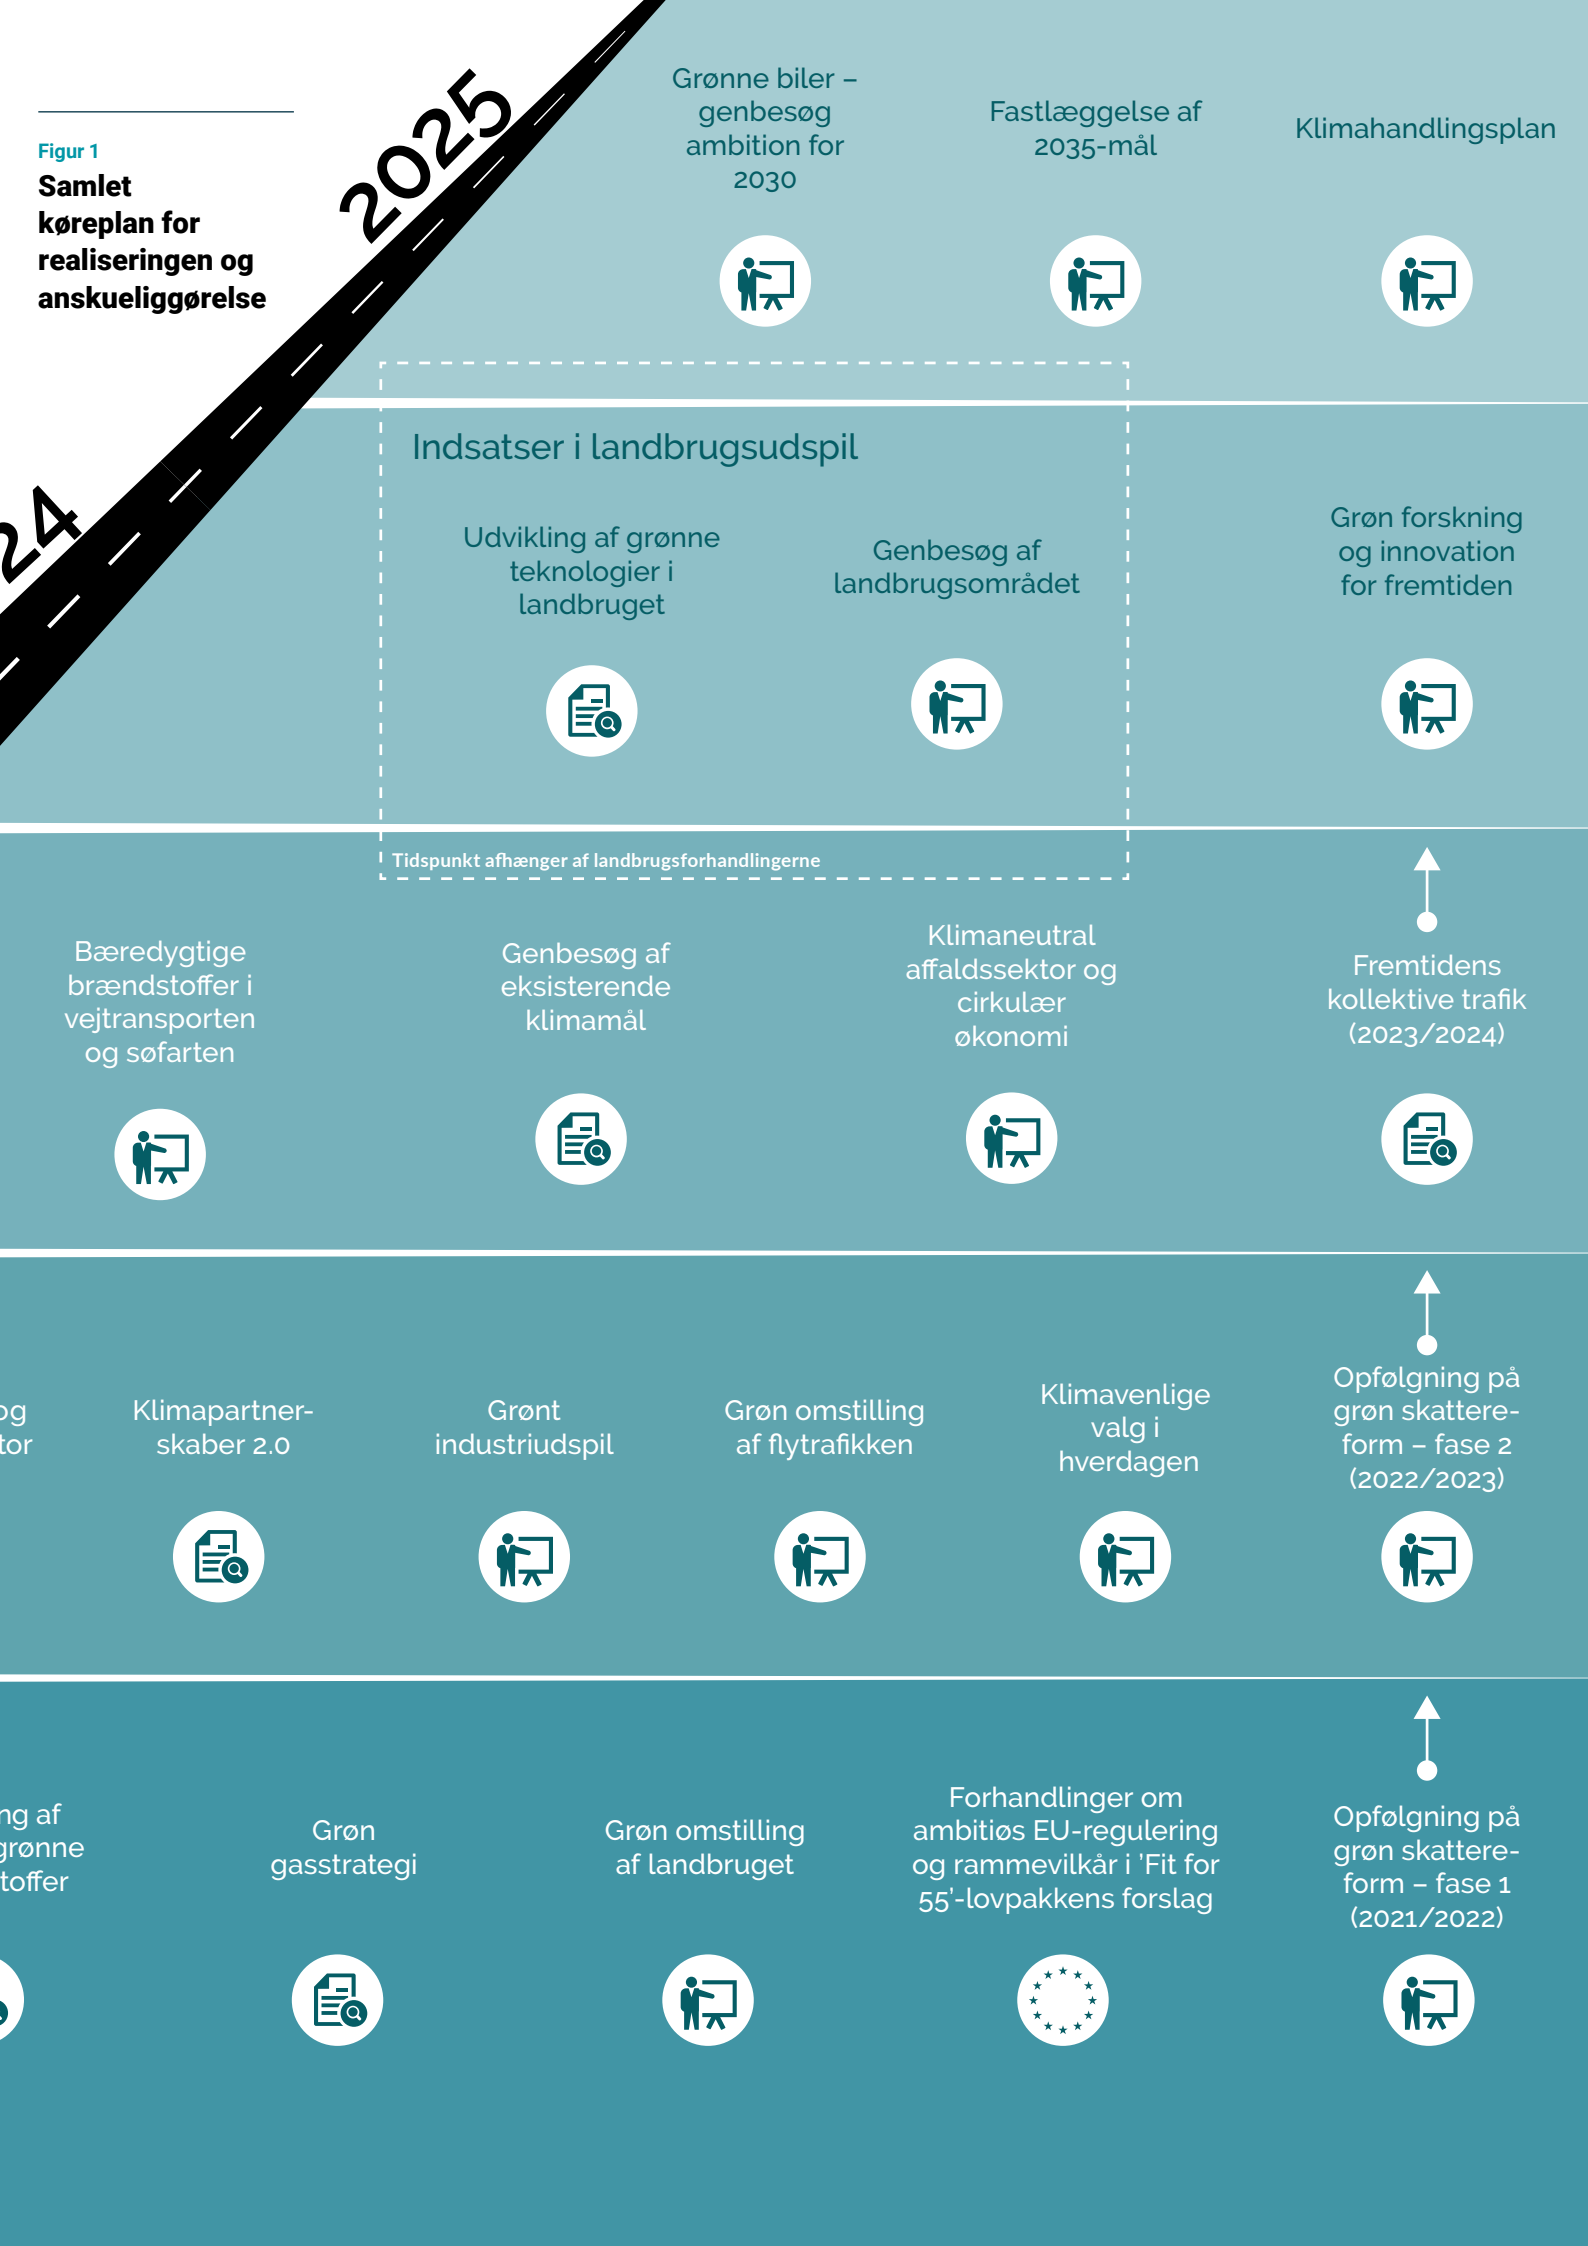 Figur 1
Samlet
køreplan for
realiseringen og
anskueliggørelse
2025
Grønne biler –
genbesøg
ambition for
2030
Fastlæggelse af
2035-mål
Klimahandlingsplan
24
Indsatser i landbrugsudspil
Udvikling af grønne
teknologier i
landbruget
Genbesøg af
landbrugsområdet
Grøn forskning
og innovation
for fremtiden
Tidspunkt afhænger af landbrugsforhandlingerne
Bæredygtige
brændstoffer i
vejtransporten
og søfarten
Genbesøg af
eksisterende
klimamål
Klimaneutral
affaldssektor og
cirkulær
økonomi
Fremtidens
kollektive trafik
(2023/2024)
og
tor
Klimapartner-
skaber 2.0
Grønt
industriudspil
Grøn omstilling
af flytrafikken
Klimavenlige
valg i
hverdagen
Opfølgning på
grøn skattere-
form – fase 2
(2022/2023)
ng af
grønne
toffer
Grøn
gasstrategi
Grøn omstilling
af landbruget
Forhandlinger om
ambitiøs EU-regulering
og rammevilkår i ’Fit for
55’-lovpakkens forslag
Opfølgning på
grøn skattere-
form – fase 1
(2021/2022)